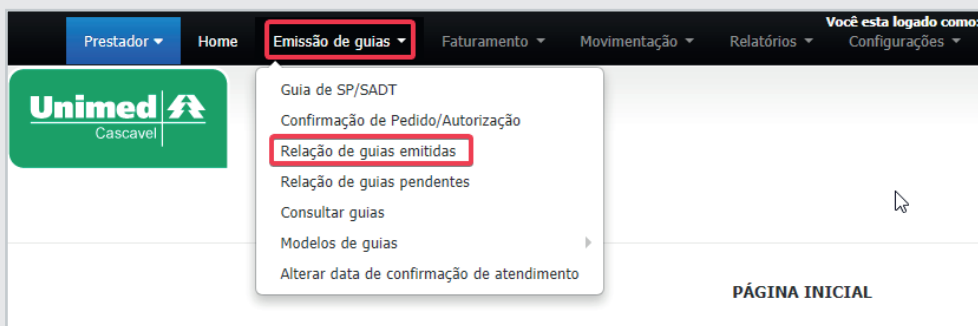 Você esta logado como:
Prestador Home Emissão de guias Faturamento Movimentação Relatórios Configurações
Unimed
Cascavel
Guia de SP/SADT
Confirmação de Pedido/Autorização
Relação de guias emitidas
Relação de guias pendentes
Consultar guias
Modelos de guias
Alterar data de confirmação de atendimento
PÁGINA INICIAL